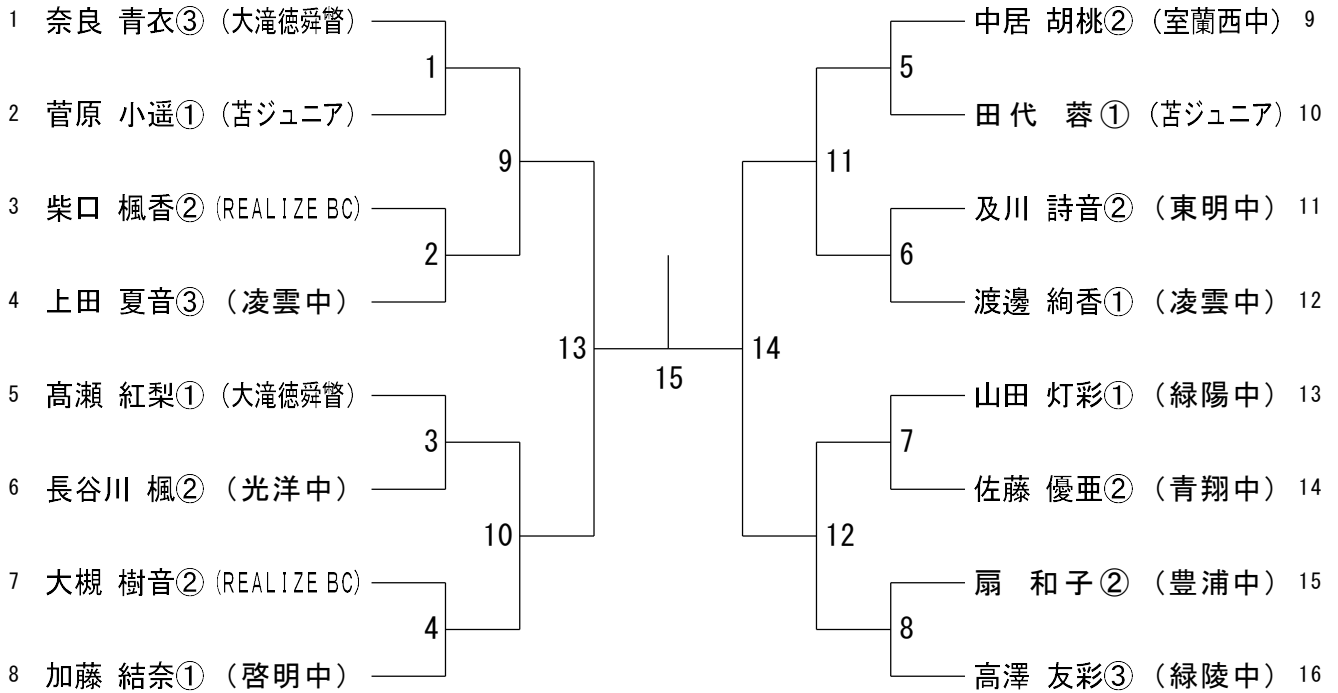 1 奈良 青衣③ (大滝徳舜瞥)
2 菅原 小遥① (苫ジュニア)
3 柴口 楓香② (REALIZE BC)
4 上田 夏音③ (凌雲中)
5 髙瀬 紅梨① (大滝徳舜瞥)
6 長谷川 楓② (光洋中)
7 大槻 樹音② (REALIZE BC)
8 加藤 結奈① (啓明中)
1
2
3
4
9
10
13
15
14
11
12
5
6
7
8
中居 胡桃② (室蘭西中) 9
田代 蓉① (苫ジュニア) 10
及川 詩音② (東明中) 11
渡邊 絢香① (凌雲中) 12
山田 灯彩① (緑陽中) 13
佐藤 優亜② (青翔中) 14
扇 和子② (豊浦中) 15
高澤 友彩③ (緑陵中) 16